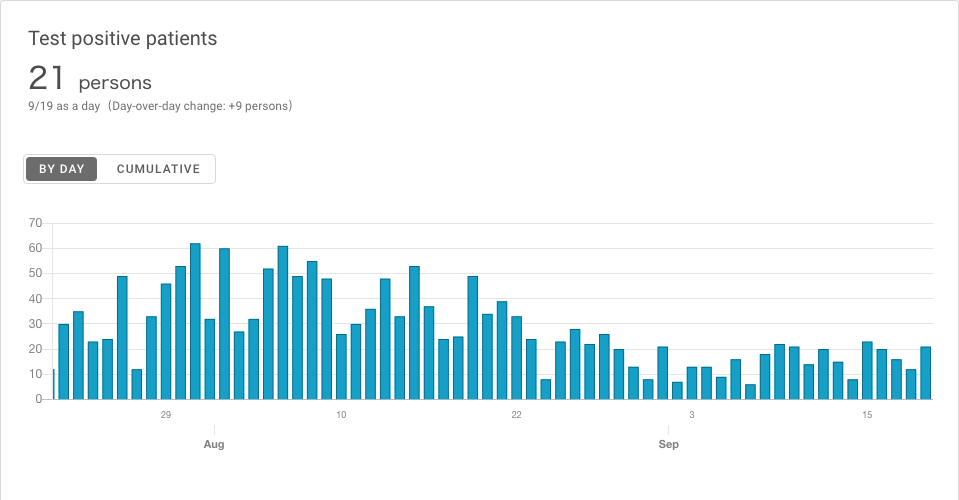 Test positive patients
21 persons
9/19 as a day（Day-over-day change: +9 persons）
BY DAY CUMULATIVE
70
60
50
40
30
20
10
0
29 10 22 3 15
Aug Sep